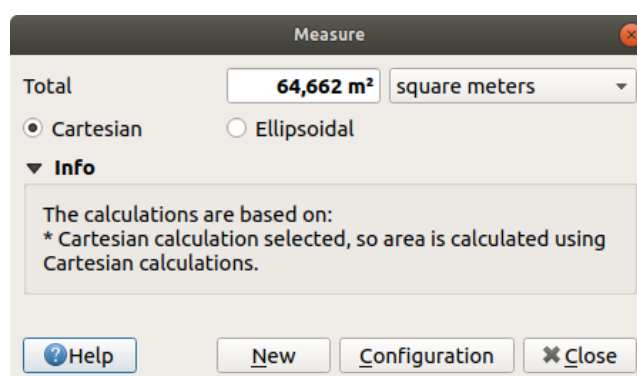 Measure
Total 64,662 m² square meters
Cartesian Ellipsoidal
Info
The calculations are based on:
* Cartesian calculation selected, so area is calculated using
Cartesian calculations.
Help New Configuration Close